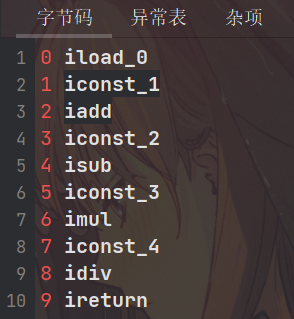 字节码 异常表 杂项
1 0 iload_0
2 1 iconst_1
3 2 iadd
4 3 iconst_2
5 4 isub
6 5 iconst_3
7 6 imul
8 7 iconst_4
9 8 idiv
10 9 ireturn